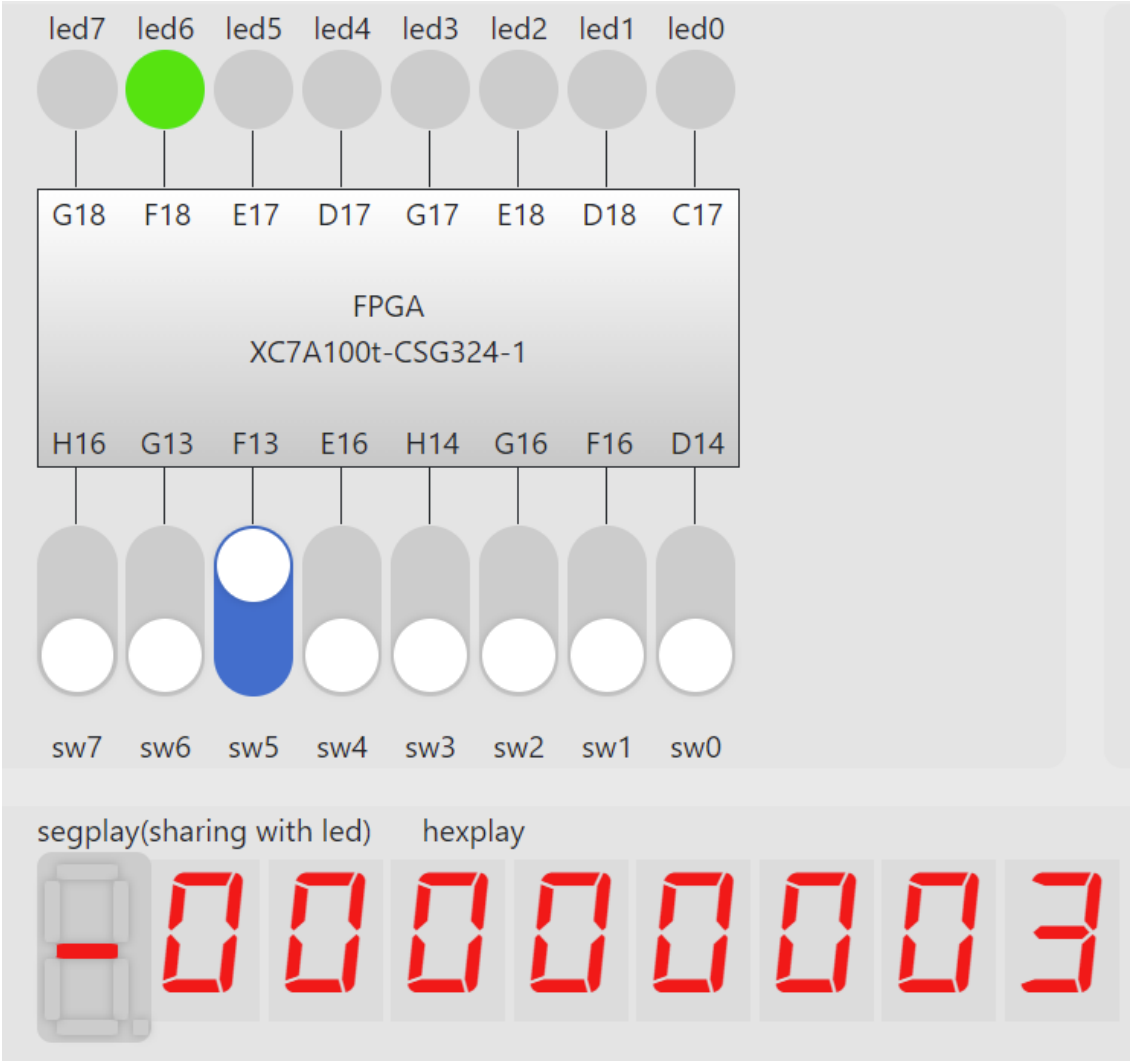 led7 led6 led5 led4 led3 led2 led1 led0
G18 F18 E17 D17 G17 E18 D18 C17
FPGA
XC7A100t-CSG324-1
H16 G13 F13 E16 H14 G16 F16 D14
sw7 sw6 sw5 sw4 sw3 sw2 sw1 sw0
segplay(sharing with led) hexplay
00000003